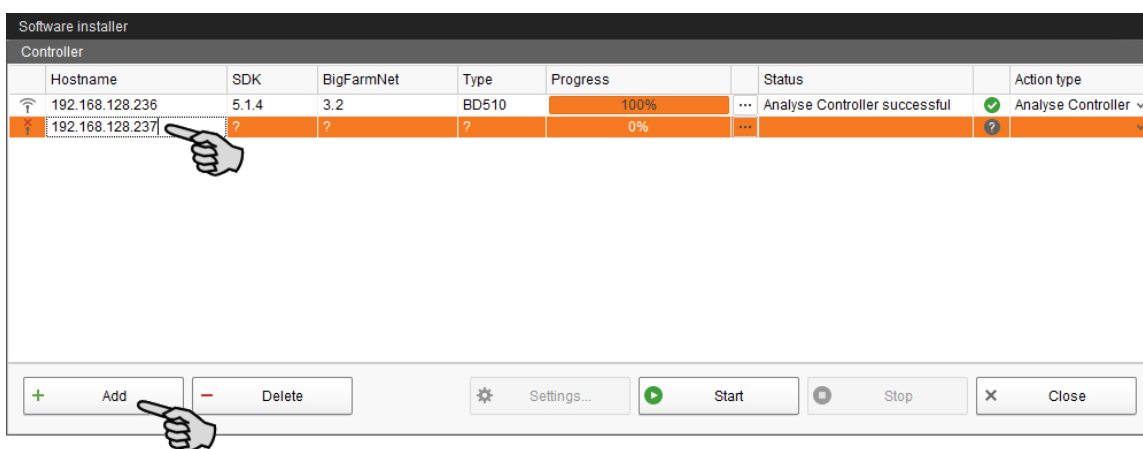 Software installer
Controller
Hostname SDK BigFarmNet Type Progress Status Action type
192.168.128.236 5.1.4 3.2 BD510 100% ... Analyse Controller successful Analyse Controller
192.168.128.237 ? ? ? 0% ... ?
+ Add − Delete Settings... Start Stop × Close